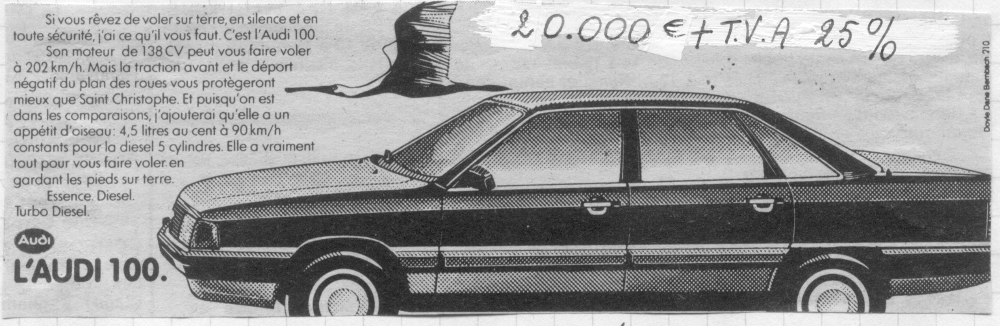 Si vous rêvez de voler sur terre, en silence et en
toute sécurité, j'ai ce qu'il vous faut. C'est l'Audi 100.
Son moteur de 138 CV peut vous faire voler
à 202 km/h. Mais la traction avant et le déport
négatif du plan des roues vous protègeront
mieux que Saint Christophe. Et puisqu'on est
dans les comparaisons, j'ajouterai qu'elle a un
appétit d'oiseau: 4,5 litres au cent à 90 km/h
constants pour la diesel 5 cylindres. Elle a vraiment
tout pour vous faire voler en
gardant les pieds sur terre.
Essence. Diesel.
Turbo Diesel.
Audi
L'AUDI 100.
20.000 € + T.V.A 25%
Doyle Dane Bernbach 210